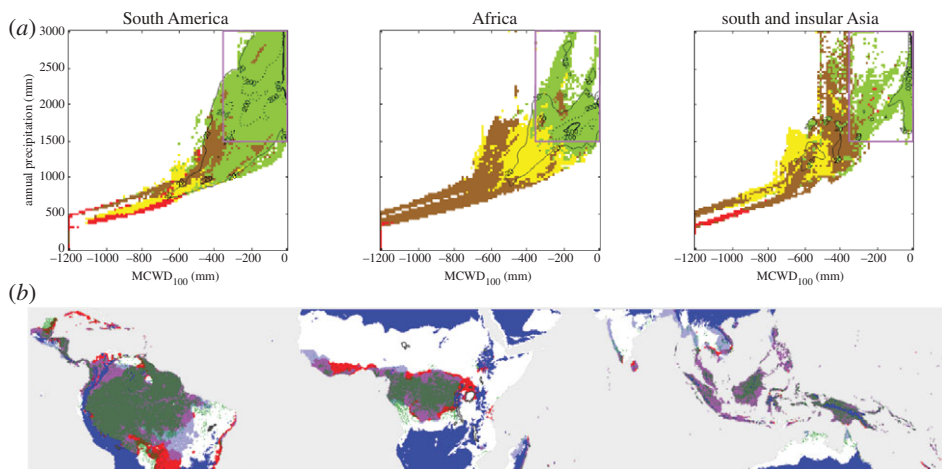 South America
Africa
south and insular Asia
(a)
annual precipitation (mm)
3000
2500
2000
1500
1000
500
0
−1200 −1000 −800 −600 −400 −200 0
−1200 −1000 −800 −600 −400 −200 0
−1200 −1000 −800 −600 −400 −200 0
MCWD100 (mm)
MCWD100 (mm)
MCWD100 (mm)
(b)